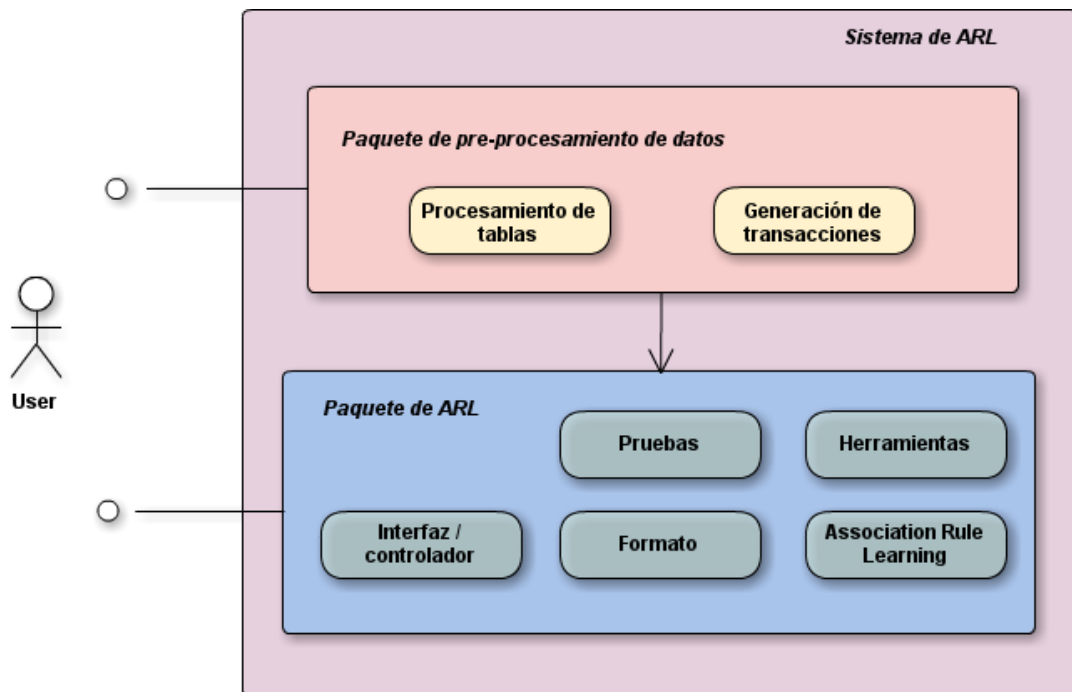 Sistema de ARL
Paquete de pre-procesamiento de datos
Procesamiento de
tablas
Generación de
transacciones
User
Paquete de ARL
Pruebas
Herramientas
Interfaz /
controlador
Formato
Association Rule
Learning